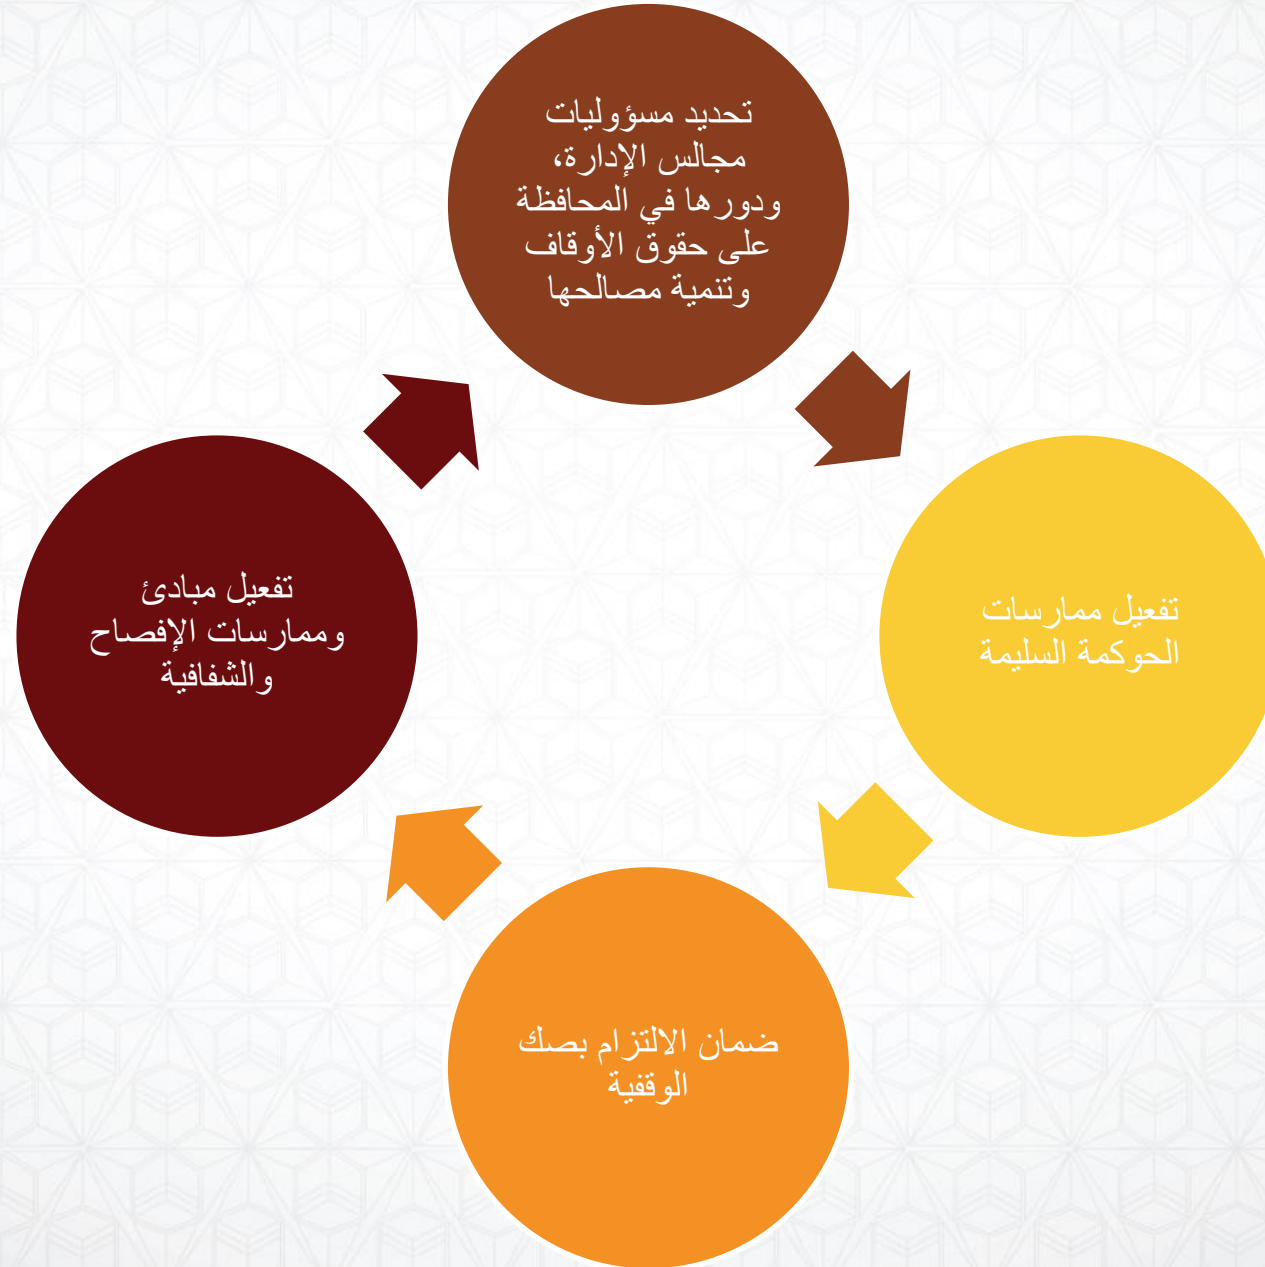 تحديد مسؤوليات
مجالس الإدارة،
ودورها في المحافظة
على حقوق الأوقاف
وتنمية مصالحها
تفعيل ممارسات
الحوكمة السليمة
ضمان الالتزام بصك
الوقفية
تفعيل مبادئ
وممارسات الإفصاح
والشفافية